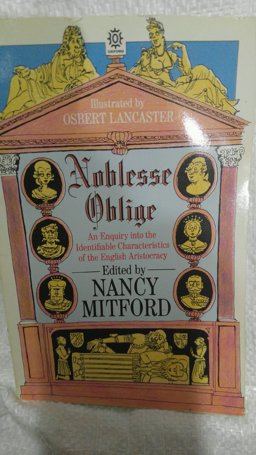 OXFORD
Illustrated by
OSBERT LANCASTER
Noblesse
Oblige
An Enquiry into the
Identifiable Characteristics
of the English Aristocracy
Edited by
NANCY
MITFORD